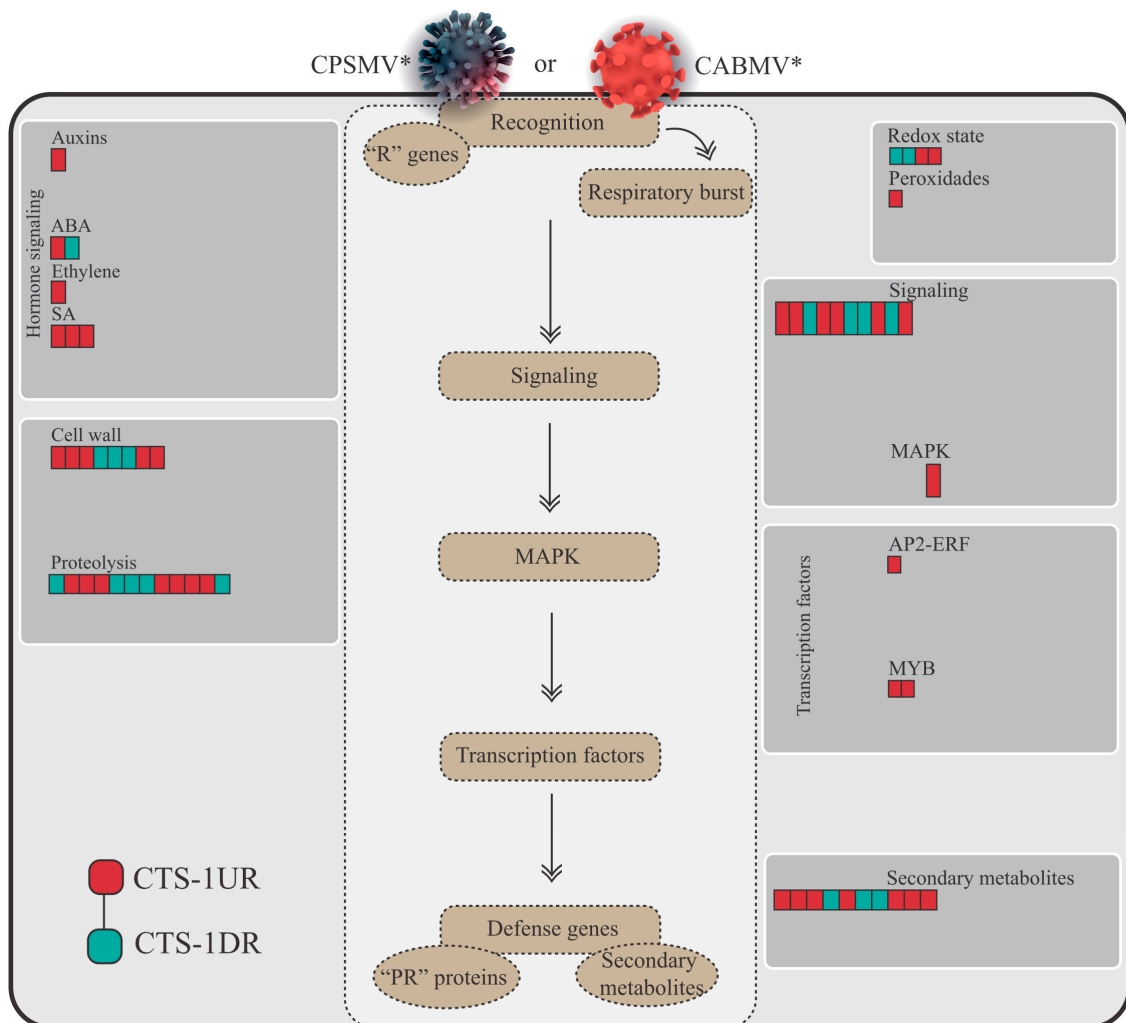 CPSMV* or CABMV*
Recognition
"R" genes
Respiratory burst
Signaling
MAPK
Transcription factors
Defense genes
"PR" proteins
Secondary
metabolites
Hormone signaling
Auxins
ABA
Ethylene
SA
Cell wall
Proteolysis
CTS-1UR
CTS-1DR
Redox state
Peroxidades
Signaling
MAPK
Transcription factors
AP2-ERF
MYB
Secondary metabolites